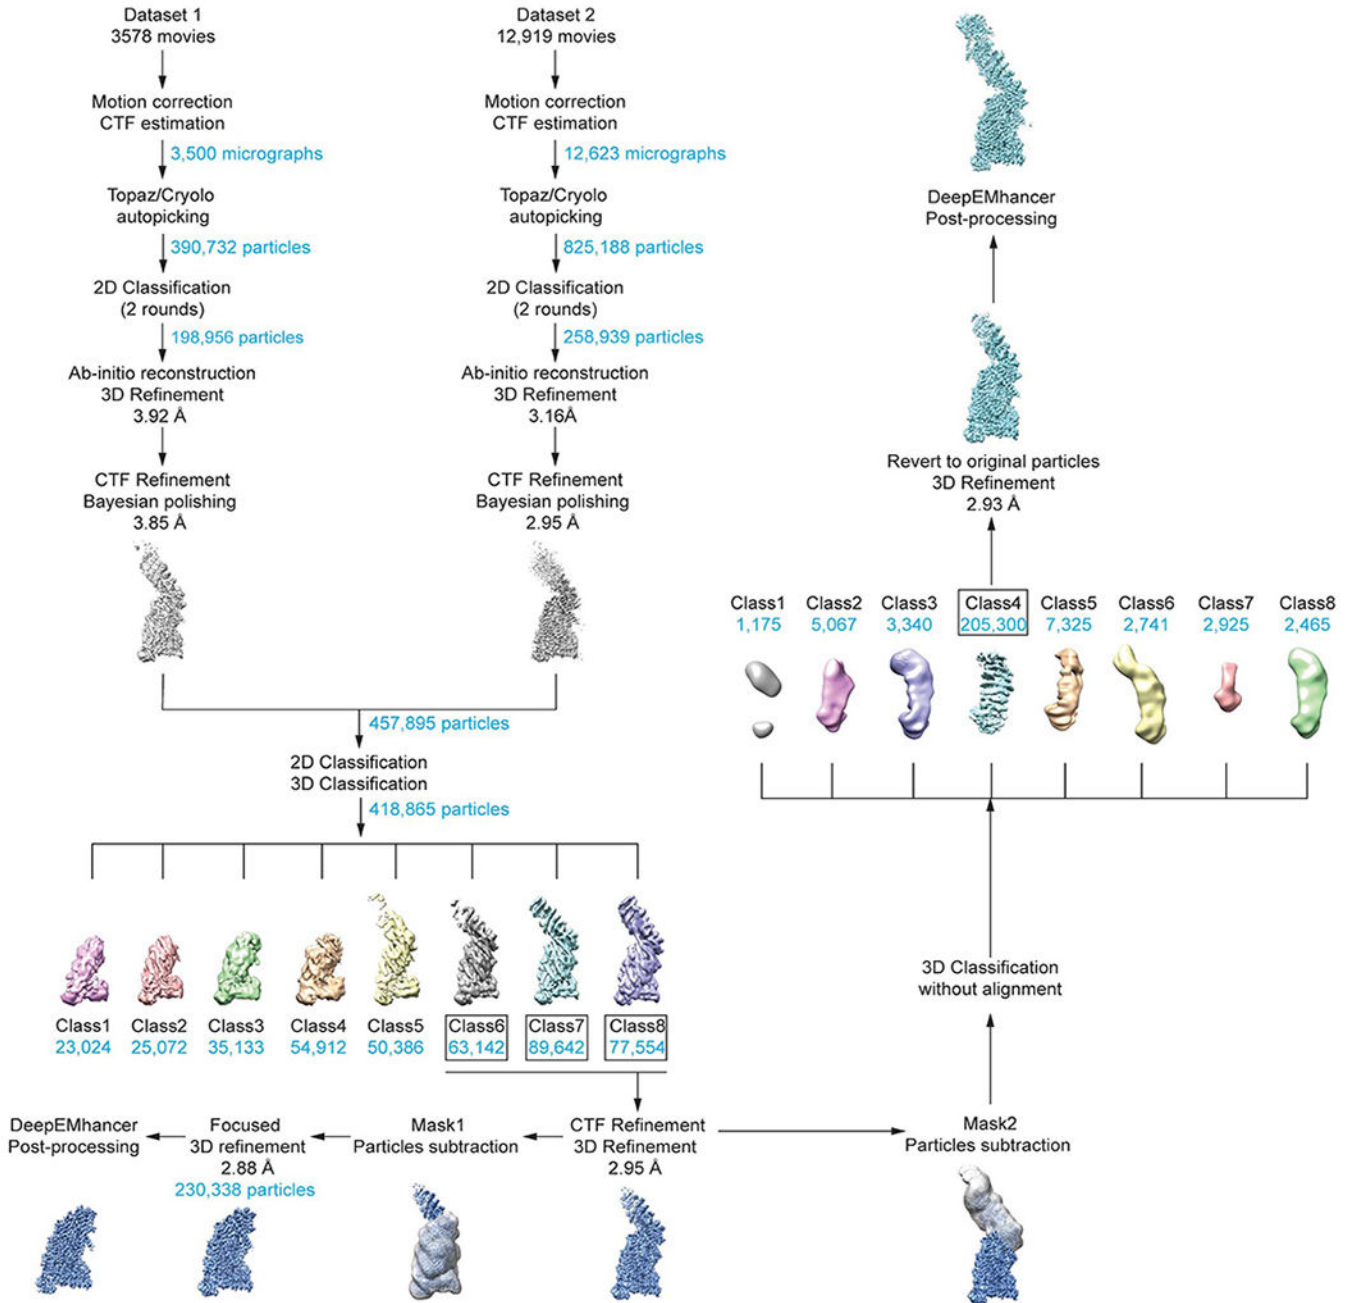 Dataset 1
3578 movies
Motion correction
CTF estimation
3,500 micrographs
Topaz/Cryolo
autopicking
390,732 particles
2D Classification
(2 rounds)
198,956 particles
Ab-initio reconstruction
3D Refinement
3.92 Å
CTF Refinement
Bayesian polishing
3.85 Å
Dataset 2
12,919 movies
Motion correction
CTF estimation
12,623 micrographs
Topaz/Cryolo
autopicking
825,188 particles
2D Classification
(2 rounds)
258,939 particles
Ab-initio reconstruction
3D Refinement
3.16Å
CTF Refinement
Bayesian polishing
2.95 Å
457,895 particles
2D Classification
3D Classification
418,865 particles
Class1 Class2 Class3 Class4 Class5 Class6 Class7 Class8
23,024 25,072 35,133 54,912 50,386 63,142 89,642 77,554
CTF Refinement
3D Refinement
2.95 Å
Mask1
Particles subtraction
Focused
3D refinement
2.88 Å
230,338 particles
DeepEMhancer
Post-processing
Mask2
Particles subtraction
3D Classification
without alignment
Class1 Class2 Class3 Class4 Class5 Class6 Class7 Class8
1,175 5,067 3,340 205,300 7,325 2,741 2,925 2,465
Revert to original particles
3D Refinement
2.93 Å
DeepEMhancer
Post-processing